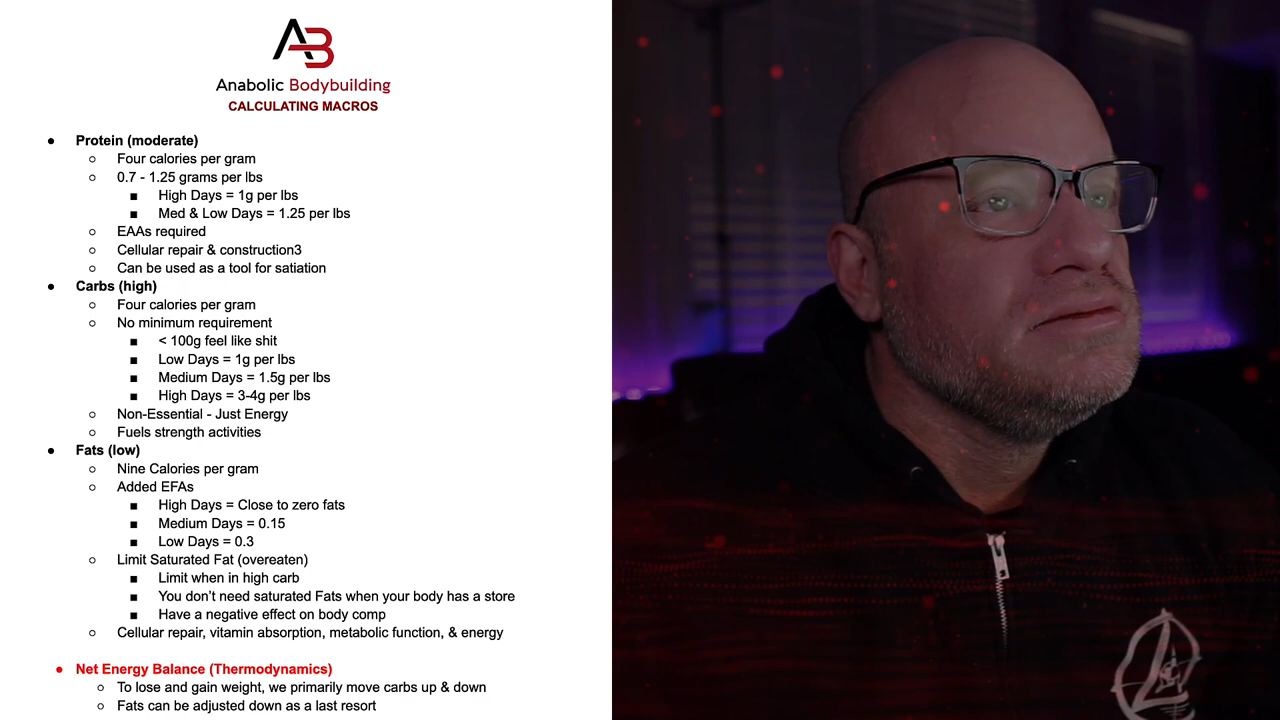 AB
Anabolic Bodybuilding
CALCULATING MACROS
● Protein (moderate)
○ Four calories per gram
○ 0.7 - 1.25 grams per lbs
■ High Days = 1g per lbs
■ Med & Low Days = 1.25 per lbs
○ EAAs required
○ Cellular repair & construction3
○ Can be used as a tool for satiation
● Carbs (high)
○ Four calories per gram
○ No minimum requirement
■ < 100g feel like shit
■ Low Days = 1g per lbs
■ Medium Days = 1.5g per lbs
■ High Days = 3-4g per lbs
○ Non-Essential - Just Energy
○ Fuels strength activities
● Fats (low)
○ Nine Calories per gram
○ Added EFAs
■ High Days = Close to zero fats
■ Medium Days = 0.15
■ Low Days = 0.3
○ Limit Saturated Fat (overeaten)
■ Limit when in high carb
■ You don’t need saturated Fats when your body has a store
■ Have a negative effect on body comp
○ Cellular repair, vitamin absorption, metabolic function, & energy
● Net Energy Balance (Thermodynamics)
○ To lose and gain weight, we primarily move carbs up & down
○ Fats can be adjusted down as a last resort